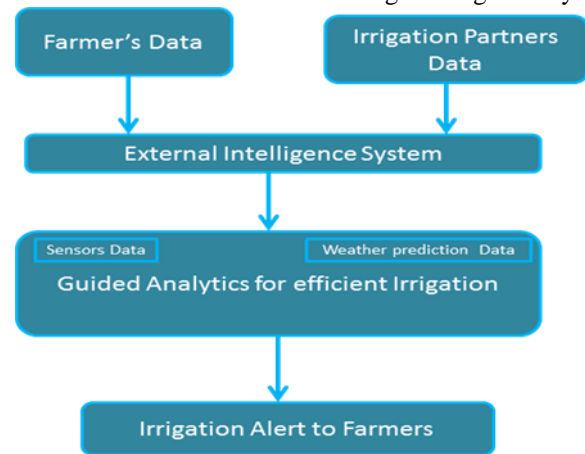 Farmer's Data
Irrigation Partners
Data
External Intelligence System
Sensors Data
Weather prediction Data
Guided Analytics for efficient Irrigation
Irrigation Alert to Farmers